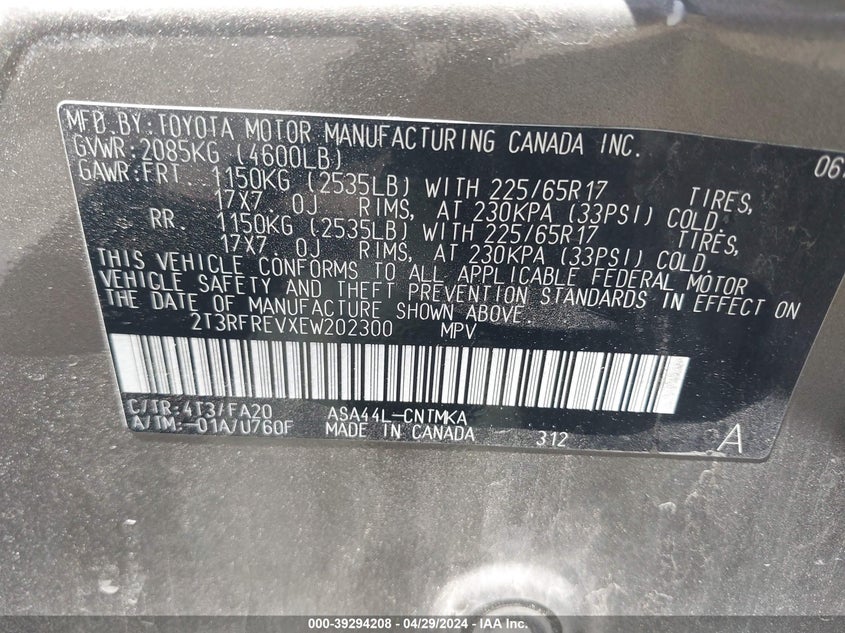 MFD.BY:TOYOTA MOTOR MANUFACTURING CANADA INC.
GVWR:2085KG (4600LB)
GAWR:FRT. 1150KG (2535LB) WITH 225/65R17 TIRES,
17X7 0J RIMS, AT 230KPA (33PSI) COLD.
RR. 1150KG (2535LB) WITH 225/65R17 TIRES,
17X7 0J RIMS, AT 230KPA (33PSI) COLD.
THIS VEHICLE CONFORMS TO ALL APPLICABLE FEDERAL MOTOR
VEHICLE SAFETY AND THEFT PREVENTION STANDARDS IN EFFECT ON
THE DATE OF MANUFACTURE SHOWN ABOVE.
2T3RFREVXEW202300 MPV
C/TR:4T3/FA20 ASA44L-CNTMKA
A/TM:-01A/U760F MADE IN CANADA 312 A
000-39294208 - 04/29/2024 - IAA Inc.